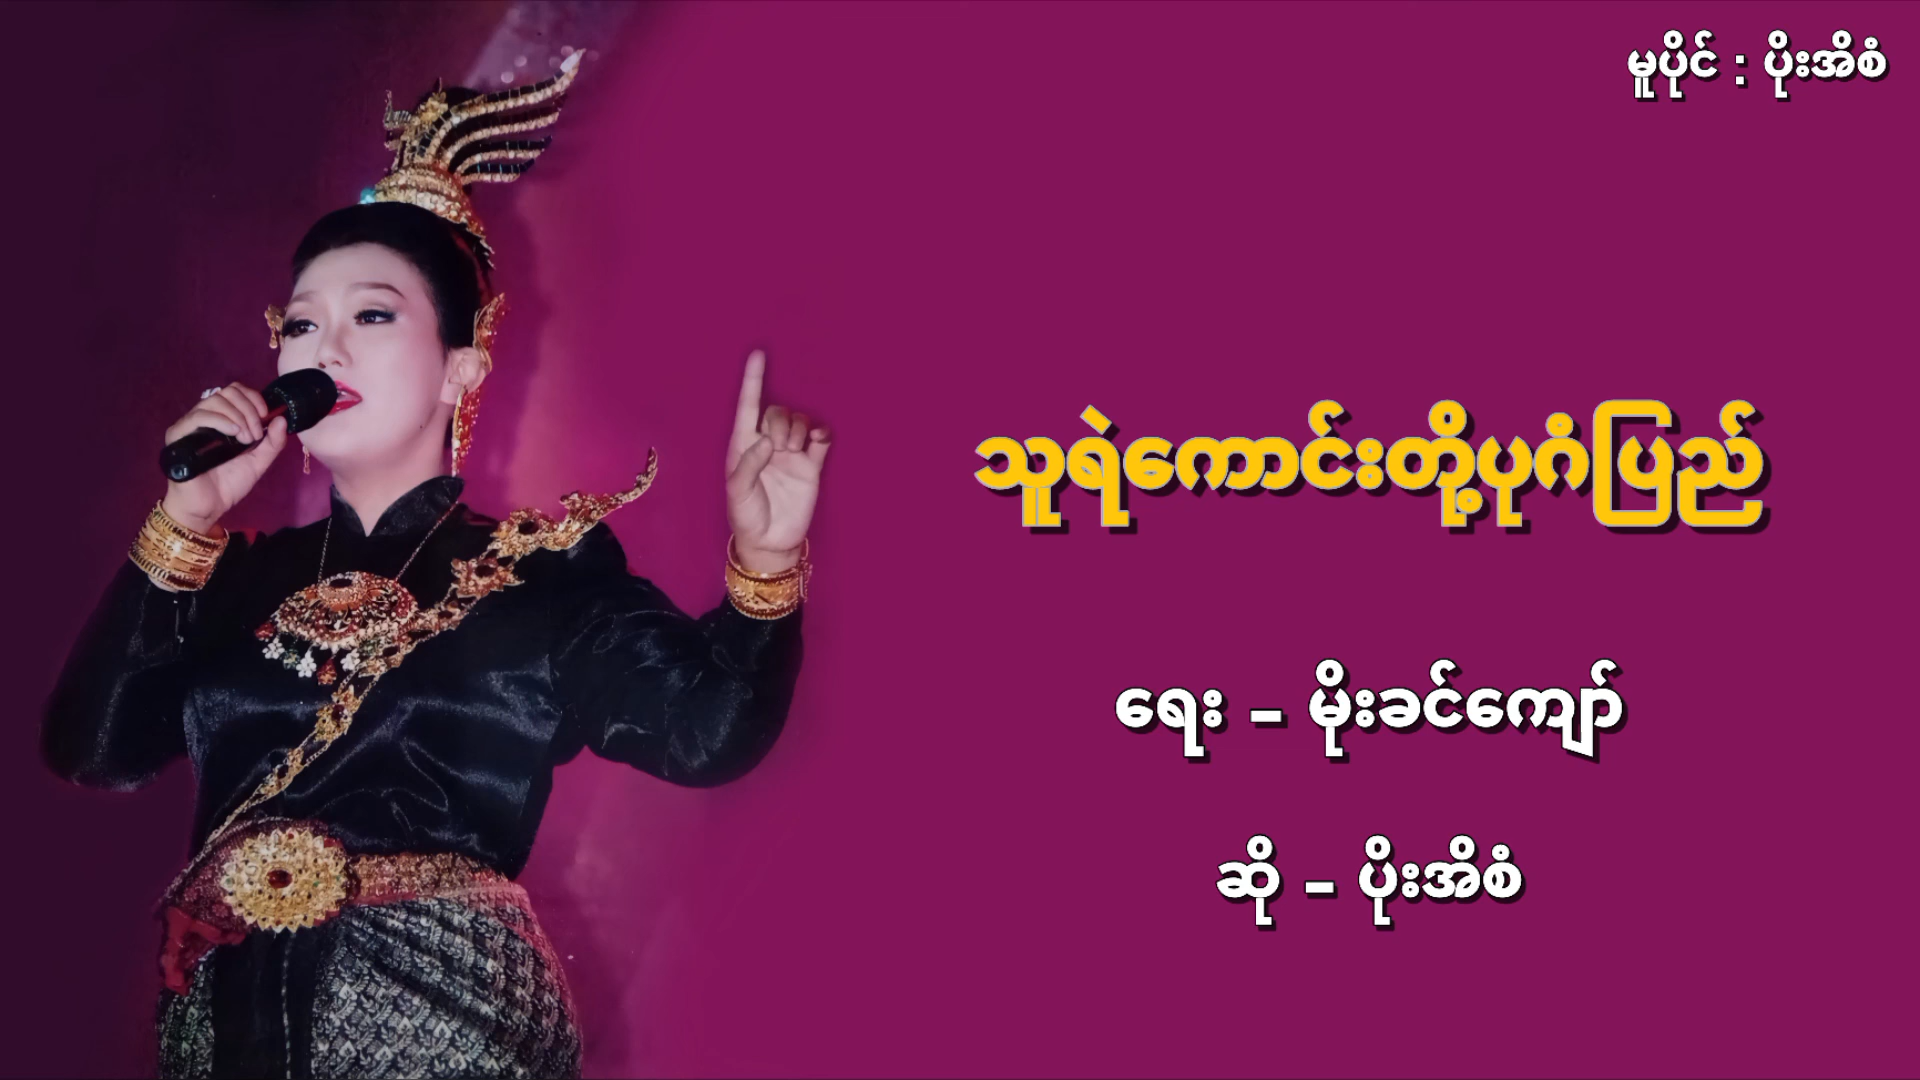 မူပိုင် : ပိုးအိစံ
သူရဲကောင်းတို့ပုဂံပြည်
ရေး - မိုးခင်ကျော်
ဆို - ပိုးအိစံ